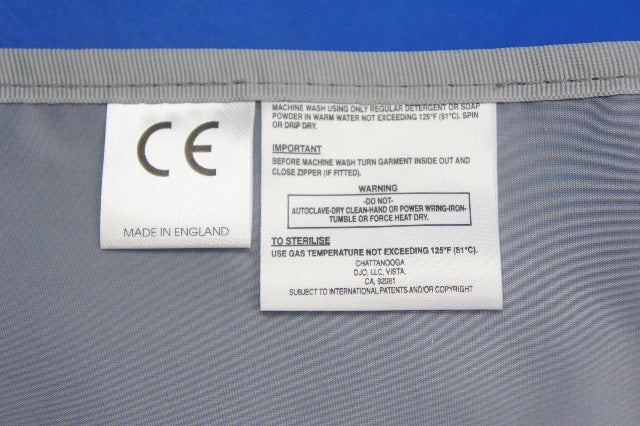 CE
MADE IN ENGLAND
MACHINE WASH USING ONLY REGULAR DETERGENT OR SOAP
POWDER IN WARM WATER NOT EXCEEDING 125°F (51°C). SPIN
OR DRIP DRY.
IMPORTANT
BEFORE MACHINE WASH TURN GARMENT INSIDE OUT AND
CLOSE ZIPPER (IF FITTED).
WARNING
-DO NOT-
AUTOCLAVE-DRY CLEAN-HAND OR POWER WRING-IRON-
TUMBLE OR FORCE HEAT DRY.
TO STERILISE
USE GAS TEMPERATURE NOT EXCEEDING 125°F (51°C).
CHATTANOOGA
DJO, LLC, VISTA,
CA, 92081
SUBJECT TO INTERNATIONAL PATENTS AND/OR COPYRIGHT